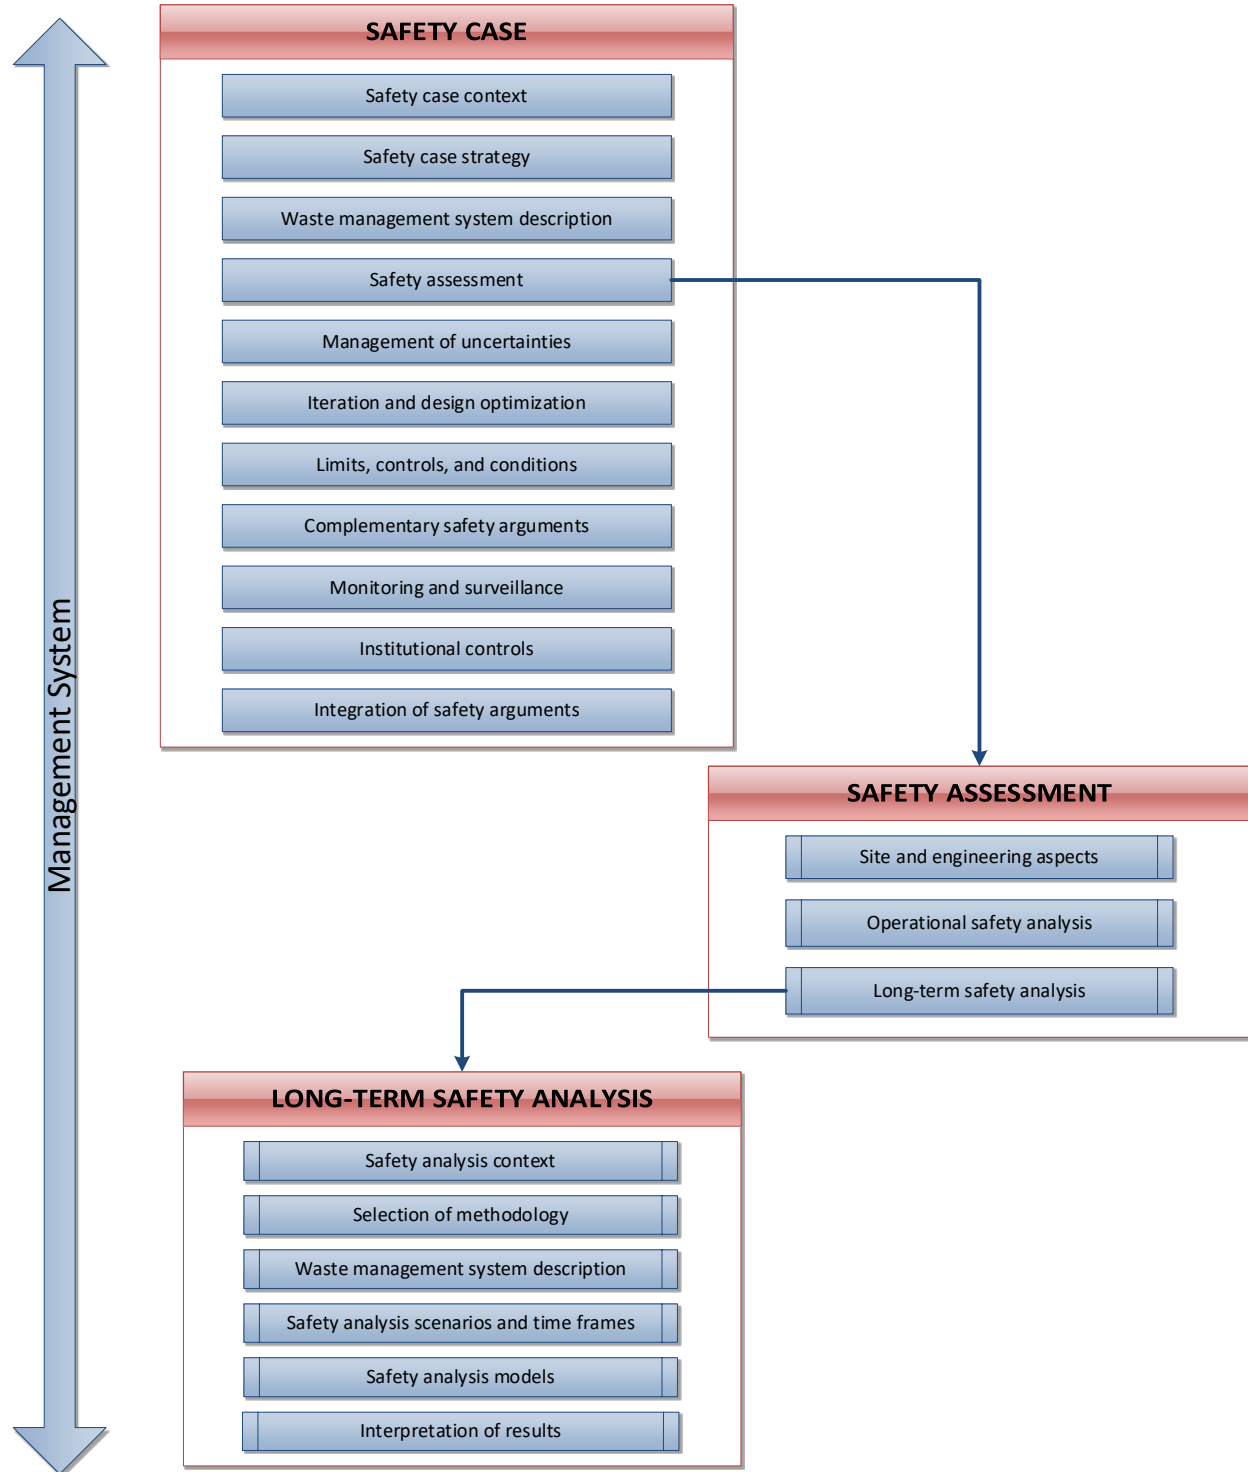 SAFETY CASE
Safety case context
Safety case strategy
Waste management system description
Safety assessment
Management of uncertainties
Iteration and design optimization
Limits, controls, and conditions
Complementary safety arguments
Monitoring and surveillance
Institutional controls
Integration of safety arguments
Management System
SAFETY ASSESSMENT
Site and engineering aspects
Operational safety analysis
Long-term safety analysis
LONG-TERM SAFETY ANALYSIS
Safety analysis context
Selection of methodology
Waste management system description
Safety analysis scenarios and time frames
Safety analysis models
Interpretation of results